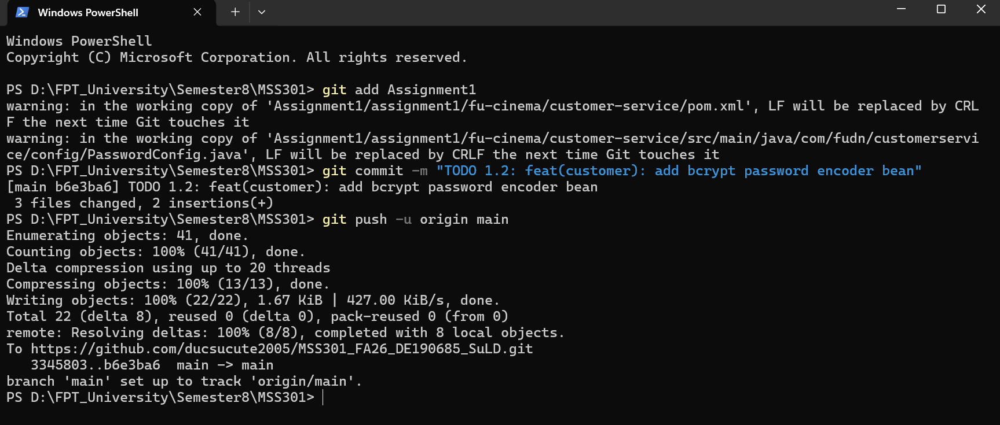 Windows PowerShell
Windows PowerShell
Copyright (C) Microsoft Corporation. All rights reserved.
PS D:\FPT_University\Semester8\MSS301> git add Assignment1
warning: in the working copy of 'Assignment1/assignment1/fu-cinema/customer-service/pom.xml', LF will be replaced by CRL
F the next time Git touches it
warning: in the working copy of 'Assignment1/assignment1/fu-cinema/customer-service/src/main/java/com/fudn/customerservi
ce/config/PasswordConfig.java', LF will be replaced by CRLF the next time Git touches it
PS D:\FPT_University\Semester8\MSS301> git commit -m "TODO 1.2: feat(customer): add bcrypt password encoder bean"
[main b6e3ba6] TODO 1.2: feat(customer): add bcrypt password encoder bean
 3 files changed, 2 insertions(+)
PS D:\FPT_University\Semester8\MSS301> git push -u origin main
Enumerating objects: 41, done.
Counting objects: 100% (41/41), done.
Delta compression using up to 20 threads
Compressing objects: 100% (13/13), done.
Writing objects: 100% (22/22), 1.67 KiB | 427.00 KiB/s, done.
Total 22 (delta 8), reused 0 (delta 0), pack-reused 0 (from 0)
remote: Resolving deltas: 100% (8/8), completed with 8 local objects.
To https://github.com/ducsucute2005/MSS301_FA26_DE190685_SuLD.git
   3345803..b6e3ba6  main -> main
branch 'main' set up to track 'origin/main'.
PS D:\FPT_University\Semester8\MSS301>